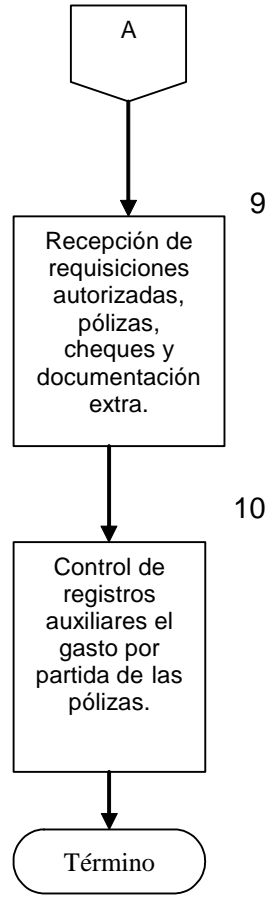 A
9
Recepción de
requisiciones
autorizadas,
pólizas,
cheques y
documentación
extra.
10
Control de
registros
auxiliares el
gasto por
partida de las
pólizas.
Término